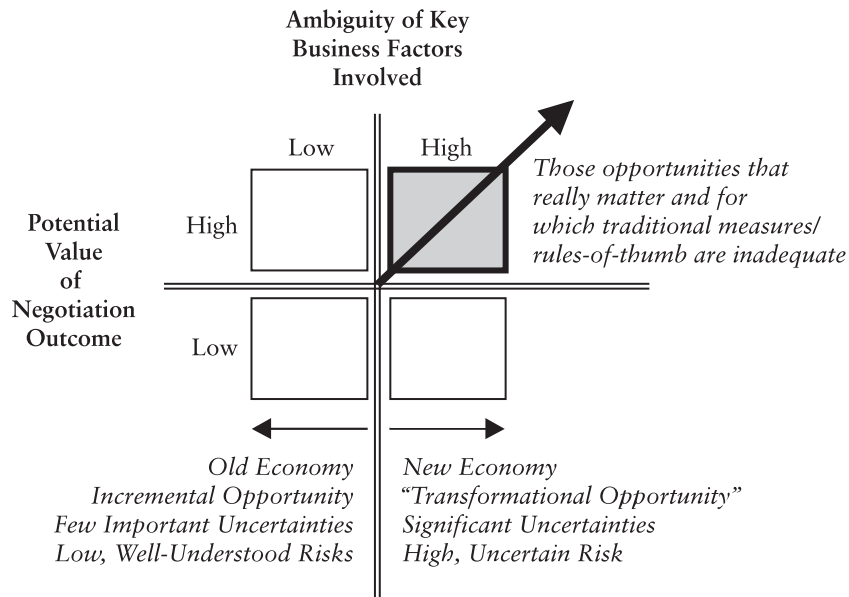 Ambiguity of Key
Business Factors
Involved
Low
High
Those opportunities that
really matter and for
which traditional measures/
rules-of-thumb are inadequate
Potential
Value
of
Negotiation
Outcome
High
Low
Old Economy
Incremental Opportunity
Few Important Uncertainties
Low, Well-Understood Risks
New Economy
“Transformational Opportunity”
Significant Uncertainties
High, Uncertain Risk